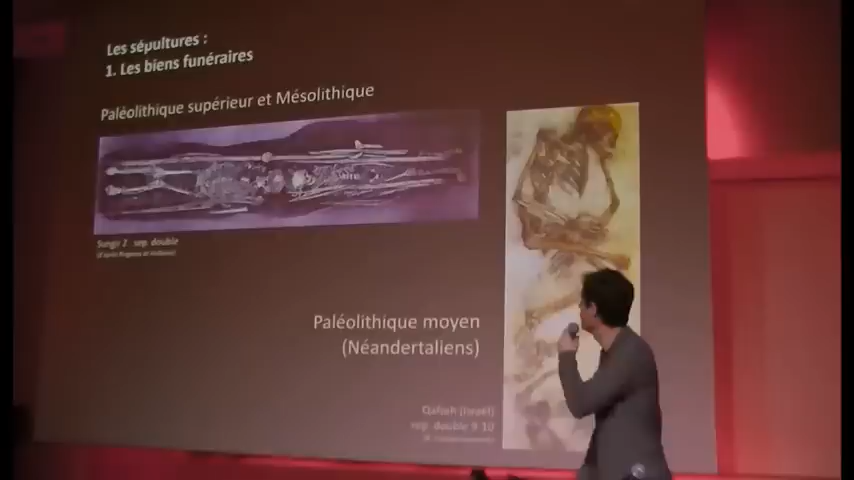 Les sépultures :
1. Les biens funéraires
Paléolithique supérieur et Mésolithique
Sungir 2 sep. double
Paléolithique moyen
(Néandertaliens)
Qafzeh (Israël)
sep. double 9 10